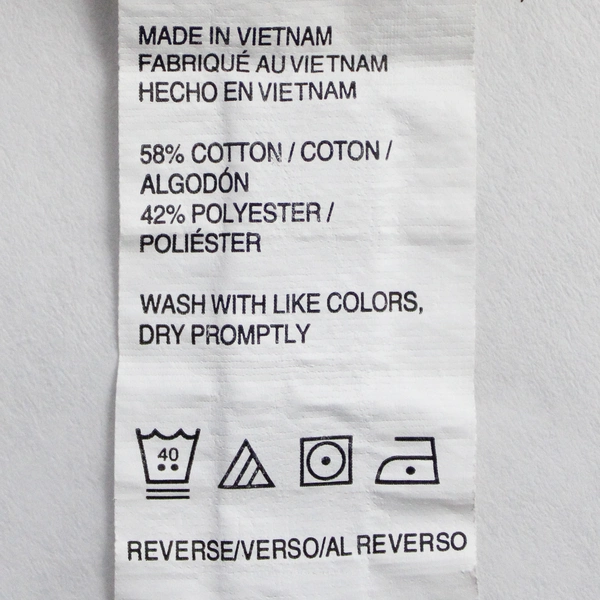 MADE IN VIETNAM
FABRIQUÉ AU VIETNAM
HECHO EN VIETNAM
58% COTTON / COTON /
ALGODÓN
42% POLYESTER /
POLIÉSTER
WASH WITH LIKE COLORS,
DRY PROMPTLY
40
REVERSE/VERSO/AL REVERSO